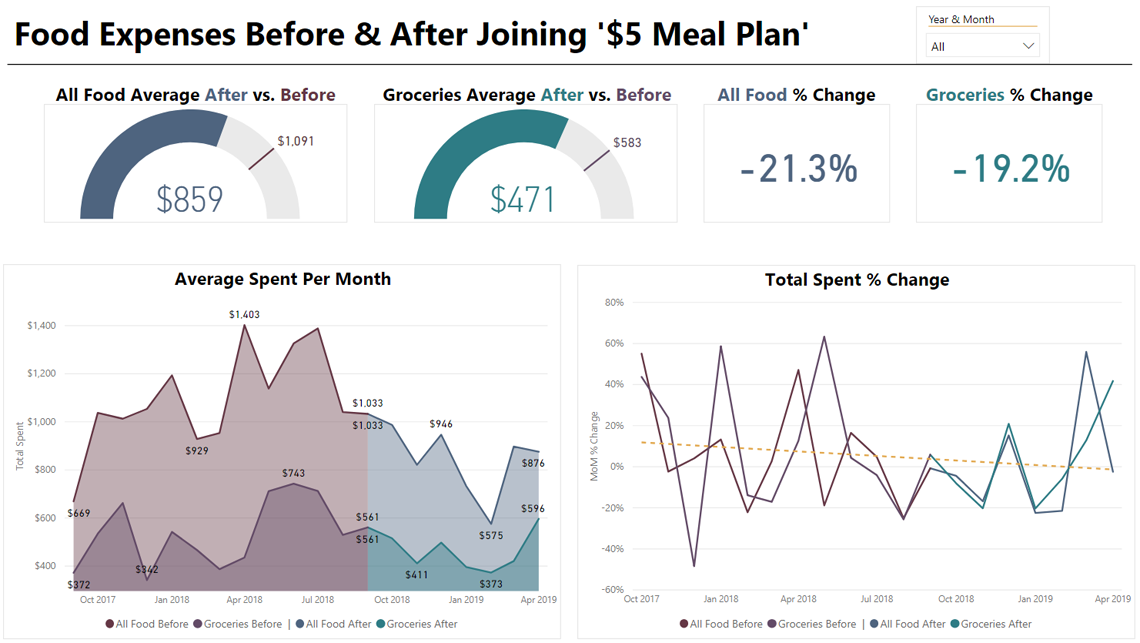 Food Expenses Before & After Joining '$5 Meal Plan'
Year & Month
All
All Food Average After vs. Before
$1,091
$859
Groceries Average After vs. Before
$583
$471
All Food % Change
-21.3%
Groceries % Change
-19.2%
Average Spent Per Month
Total Spent
$1,400
$1,200
$1,000
$800
$600
$400
$1,403
$1,033
$1,033
$946
$929
$876
$743
$669
$596
$575
$561
$561
$411
$373
$342
$372
Oct 2017
Jan 2018
Apr 2018
Jul 2018
Oct 2018
Jan 2019
Apr 2019
All Food Before Groceries Before | All Food After Groceries After
Total Spent % Change
MoM % Change
80%
60%
40%
20%
0%
-20%
-40%
-60%
Oct 2017
Jan 2018
Apr 2018
Jul 2018
Oct 2018
Jan 2019
Apr 2019
All Food Before Groceries Before | All Food After Groceries After